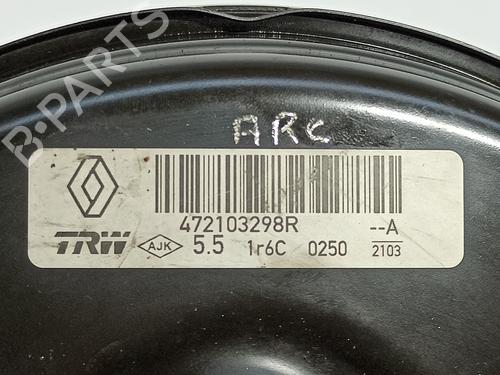 B-PARTS
ARC
472103298R
--A
TRW
AJK
5.5
1r6C
0250
2103